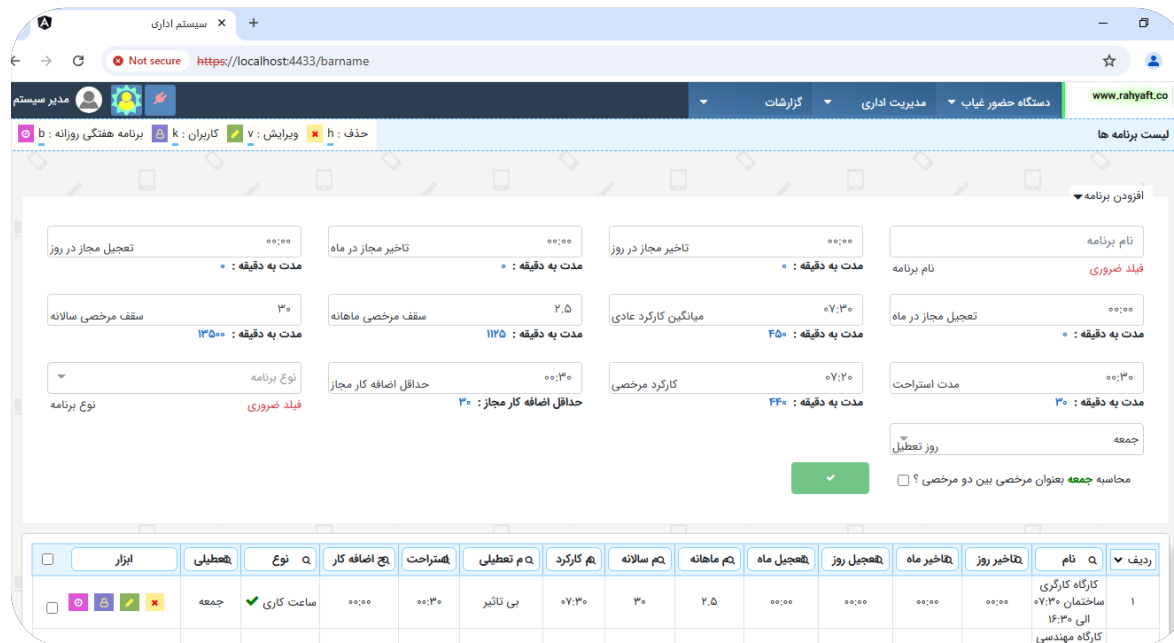 سیستم اداری
Not secure https://localhost:4433/barname
www.rahyaft.co دستگاه حضور غیاب مدیریت اداری گزارشات مدیر سیستم
لیست برنامه ها حذف : h ویرایش : v کاربران : k برنامه هفتگی روزانه : b
افزودن برنامه
نام برنامه ۰۰:۰۰ تاخیر مجاز در روز ۰۰:۰۰ تاخیر مجاز در ماه ۰۰:۰۰ تعجیل مجاز در روز
فیلد ضروری نام برنامه مدت به دقیقه : ۰ مدت به دقیقه : ۰ مدت به دقیقه : ۰
۰۰:۰۰ تعجیل مجاز در ماه ۰۷:۳۰ میانگین کارکرد عادی ۲.۵ سقف مرخصی ماهانه ۳۰ سقف مرخصی سالانه
مدت به دقیقه : ۰ مدت به دقیقه : ۴۵۰ مدت به دقیقه : ۱۱۲۵ مدت به دقیقه : ۱۳۵۰۰
۰۰:۳۰ مدت استراحت ۰۷:۲۰ کارکرد مرخصی ۰۰:۳۰ حداقل اضافه کار مجاز نوع برنامه
مدت به دقیقه : ۳۰ مدت به دقیقه : ۴۴۰ حداقل اضافه کار مجاز : ۳۰ فیلد ضروری نوع برنامه
جمعه روز تعطیل
محاسبه جمعه بعنوان مرخصی بین دو مرخصی ؟
ردیف نام تاخیر روز تاخیر ماه تعجیل روز تعجیل ماه م ماهانه م سالانه م کارکرد م تعطیلی استراحت ح اضافه کار نوع تعطیلی ابزار
۱ کارگاه کارگری ساختمان ۰۷:۳۰ الی ۱۶:۳۰ ۰۰:۰۰ ۰۰:۰۰ ۰۰:۰۰ ۰۰:۰۰ ۲.۵ ۳۰ ۰۷:۳۰ بی تاثیر ۰۰:۳۰ ۰۰:۰۰ ساعت کاری جمعه
کارگاه مهندسی